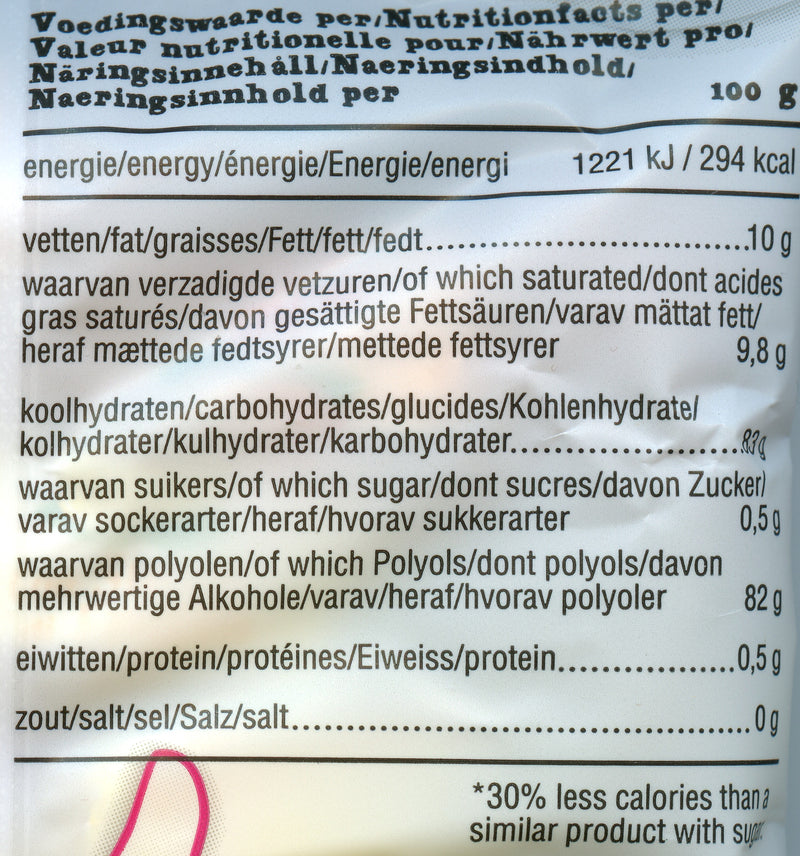 Voedingswaarde per/Nutritionfacts per/
Valeur nutritionelle pour/Nährwert pro/
Näringsinnehåll/Naeringsindhold/
Naeringsinnhold per 100 g
energie/energy/énergie/Energie/energi 1221 kJ / 294 kcal
vetten/fat/graisses/Fett/fett/fedt..............................10 g
waarvan verzadigde vetzuren/of which saturated/dont acides
gras saturés/davon gesättigte Fettsäuren/varav mättat fett/
heraf mættede fedtsyrer/mettede fettsyrer 9,8 g
koolhydraten/carbohydrates/glucides/Kohlenhydrate/
kolhydrater/kulhydrater/karbohydrater......................83g
waarvan suikers/of which sugar/dont sucres/davon Zucker/
varav sockerarter/heraf/hvorav sukkerarter 0,5 g
waarvan polyolen/of which Polyols/dont polyols/davon
mehrwertige Alkohole/varav/heraf/hvorav polyoler 82 g
eiwitten/protein/protéines/Eiweiss/protein.................0,5 g
zout/salt/sel/Salz/salt............................................0 g
*30% less calories than a
similar product with